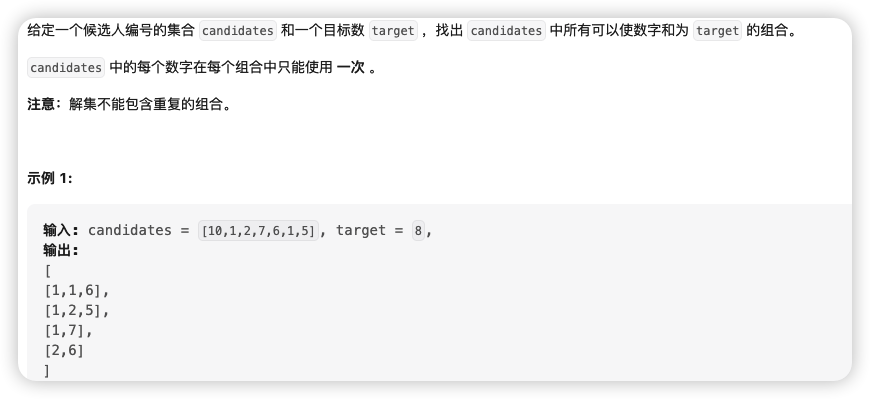 给定一个候选人编号的集合 candidates 和一个目标数 target ，找出 candidates 中所有可以使数字和为 target 的组合。
candidates 中的每个数字在每个组合中只能使用 一次 。
注意：解集不能包含重复的组合。
示例 1:
输入: candidates = [10,1,2,7,6,1,5], target = 8,
输出:
[
[1,1,6],
[1,2,5],
[1,7],
[2,6]
]